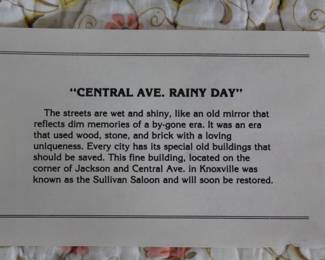 "CENTRAL AVE. RAINY DAY"
The streets are wet and shiny, like an old mirror that
reflects dim memories of a by-gone era. It was an era
that used wood, stone, and brick with a loving
uniqueness. Every city has its special old buildings that
should be saved. This fine building, located on the
corner of Jackson and Central Ave. in Knoxville was
known as the Sullivan Saloon and will soon be restored.